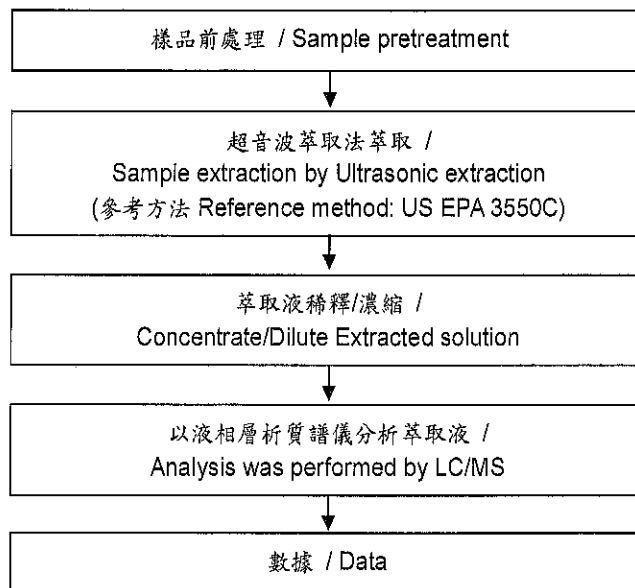 樣品前處理 / Sample pretreatment
超音波萃取法萃取 /
Sample extraction by Ultrasonic extraction
(參考方法 Reference method: US EPA 3550C)
萃取液稀釋/濃縮 /
Concentrate/Dilute Extracted solution
以液相層析質譜儀分析萃取液 /
Analysis was performed by LC/MS
數據 / Data